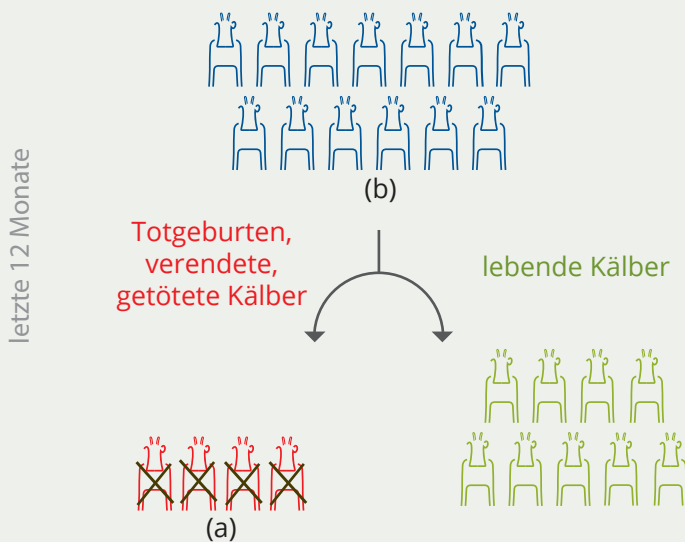 letzte 12 Monate
(b)
Totgeburten,
verendete,
getötete Kälber
lebende Kälber
(a)